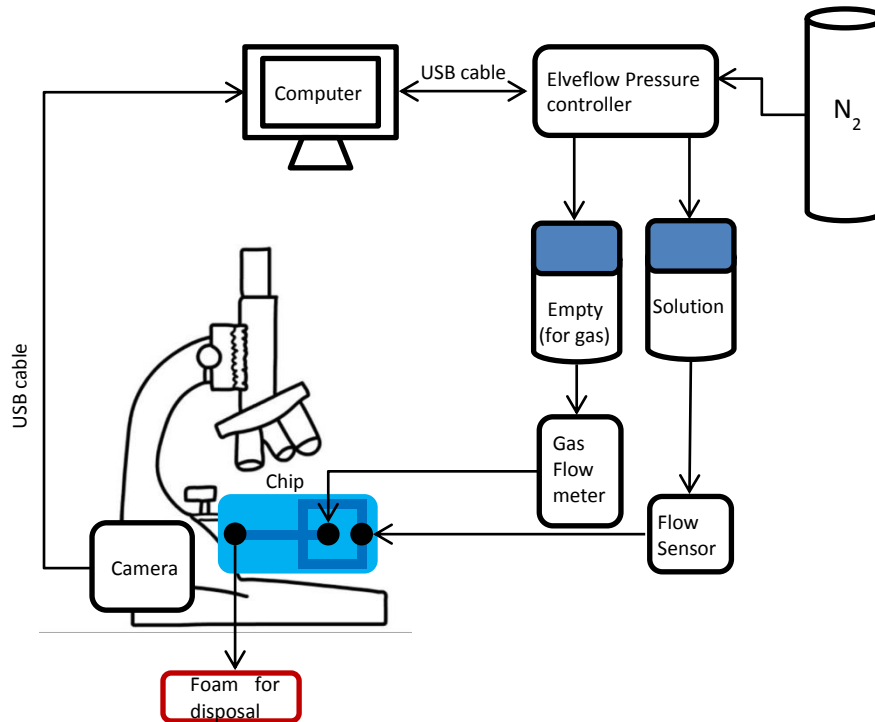 USB cable
Computer
Elveflow Pressure
controller
N2
Empty
(for gas)
Solution
USB cable
Gas
Flow
meter
Chip
Flow
Sensor
Camera
Foam for
disposal